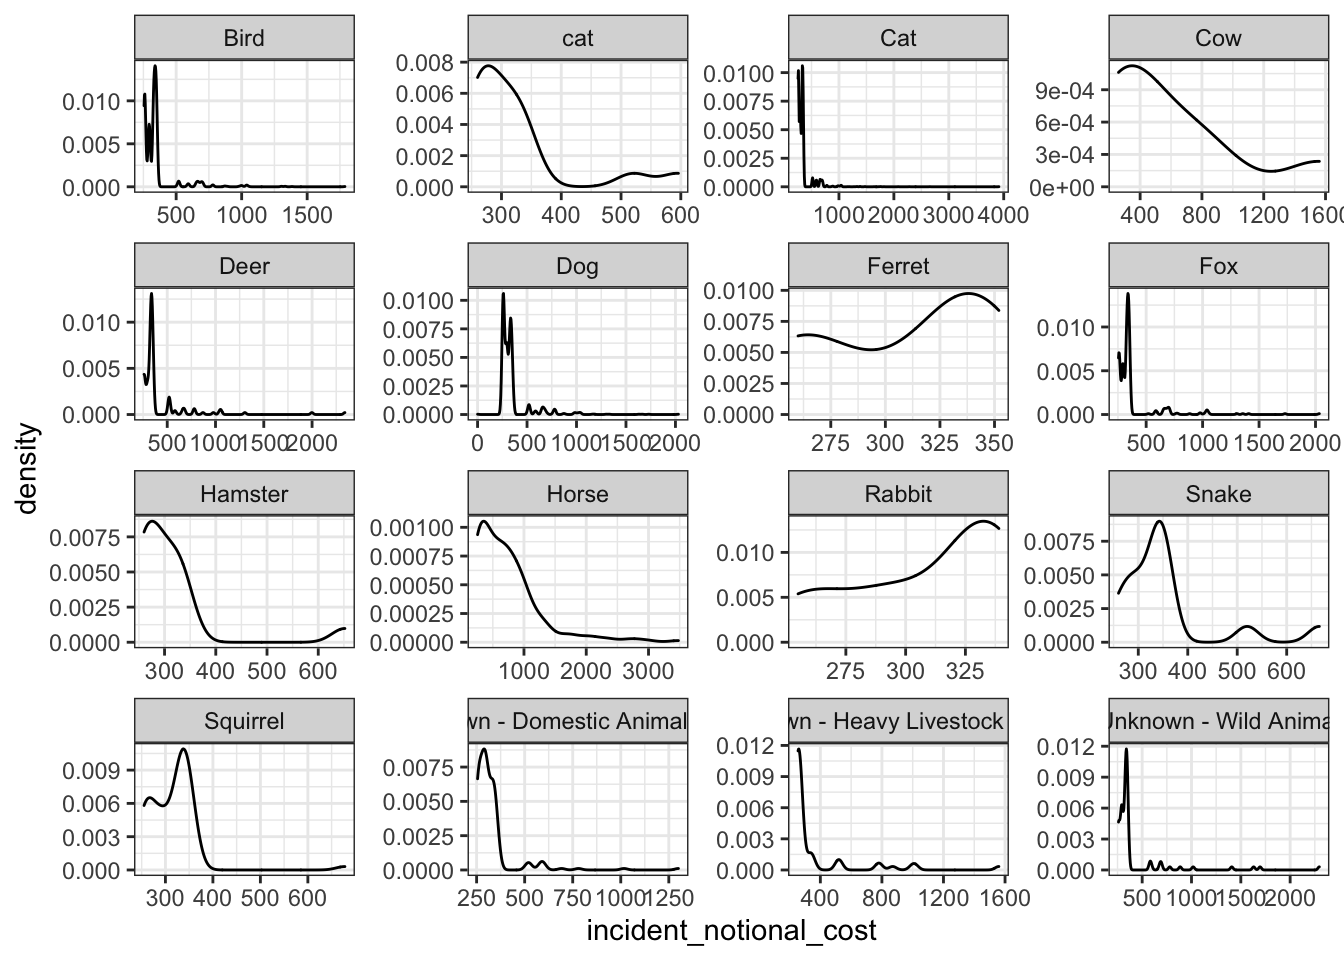 Bird
cat
Cat
Cow
0.010
0.005
0.000
500 1000 1500
0.008
0.006
0.004
0.002
0.000
300 400 500 600
0.0100
0.0075
0.0050
0.0025
0.0000
1000 2000 3000 4000
9e-04
6e-04
3e-04
0e+00
400 800 1200 1600
Deer
Dog
Ferret
Fox
0.010
0.005
0.000
500 1000 1500 2000
0.0100
0.0075
0.0050
0.0025
0.0000
0 500 1000 1500 2000
0.0100
0.0075
0.0050
0.0025
0.0000
275 300 325 350
0.010
0.005
0.000
500 1000 1500 2000
density
Hamster
Horse
Rabbit
Snake
0.0075
0.0050
0.0025
0.0000
300 400 500 600
0.00100
0.00075
0.00050
0.00025
0.00000
1000 2000 3000
0.010
0.005
0.000
275 300 325
0.0075
0.0050
0.0025
0.0000
300 400 500 600
Squirrel
wn - Domestic Animal
wn - Heavy Livestock
Unknown - Wild Anima
0.009
0.006
0.003
0.000
300 400 500 600
0.0075
0.0050
0.0025
0.0000
250 500 750 1000 1250
0.012
0.009
0.006
0.003
0.000
400 800 1200 1600
0.012
0.009
0.006
0.003
0.000
500 1000 1500 2000
incident_notional_cost